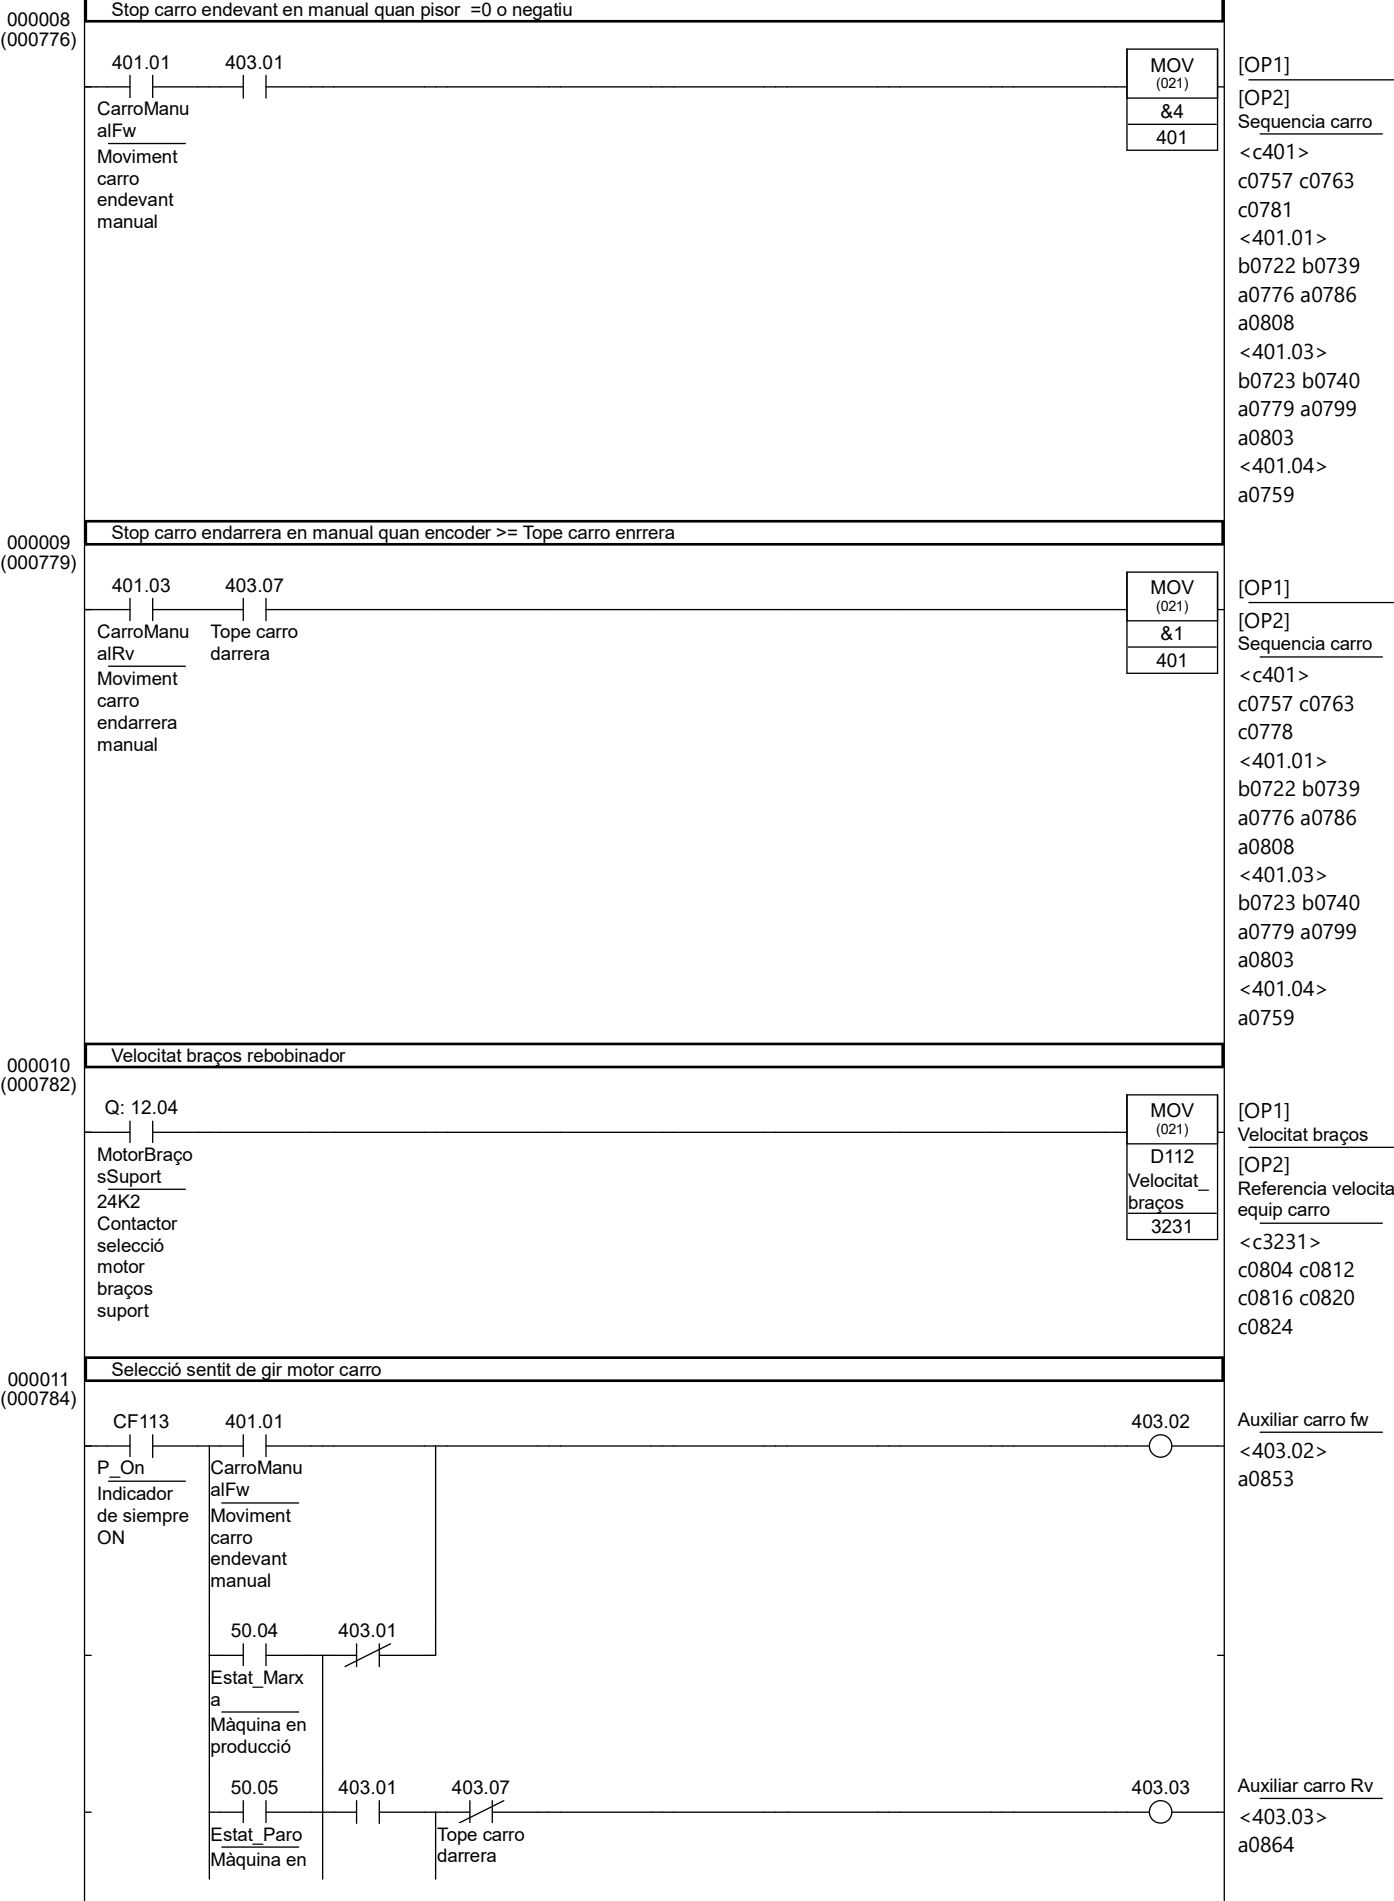 000008
(000776)
Stop carro endevant en manual quan pisor =0 o negatiu
401.01
403.01
CarroManu
alFw
Moviment
carro
endevant
manual
MOV
(021)
&4
401
[OP1]
[OP2]
Sequencia carro
<c401>
c0757 c0763
c0781
<401.01>
b0722 b0739
a0776 a0786
a0808
<401.03>
b0723 b0740
a0779 a0799
a0803
<401.04>
a0759
000009
(000779)
Stop carro endarrera en manual quan encoder >= Tope carro enrrera
401.03
403.07
CarroManu
alRv
Moviment
carro
endarrera
manual
Tope carro
darrera
MOV
(021)
&1
401
[OP1]
[OP2]
Sequencia carro
<c401>
c0757 c0763
c0778
<401.01>
b0722 b0739
a0776 a0786
a0808
<401.03>
b0723 b0740
a0779 a0799
a0803
<401.04>
a0759
000010
(000782)
Velocitat braços rebobinador
Q: 12.04
MotorBraço
sSuport
24K2
Contactor
selecció
motor
braços
suport
MOV
(021)
D112
Velocitat_
braços
3231
[OP1]
Velocitat braços
[OP2]
Referencia velocita
equip carro
<c3231>
c0804 c0812
c0816 c0820
c0824
000011
(000784)
Selecció sentit de gir motor carro
CF113
P_On
Indicador
de siempre
ON
401.01
CarroManu
alFw
Moviment
carro
endevant
manual
403.02
Auxiliar carro fw
<403.02>
a0853
50.04
403.01
Estat_Marx
a
Màquina en
producció
50.05
403.01
403.07
403.03
Estat_Paro
Màquina en
Tope carro
darrera
Auxiliar carro Rv
<403.03>
a0864